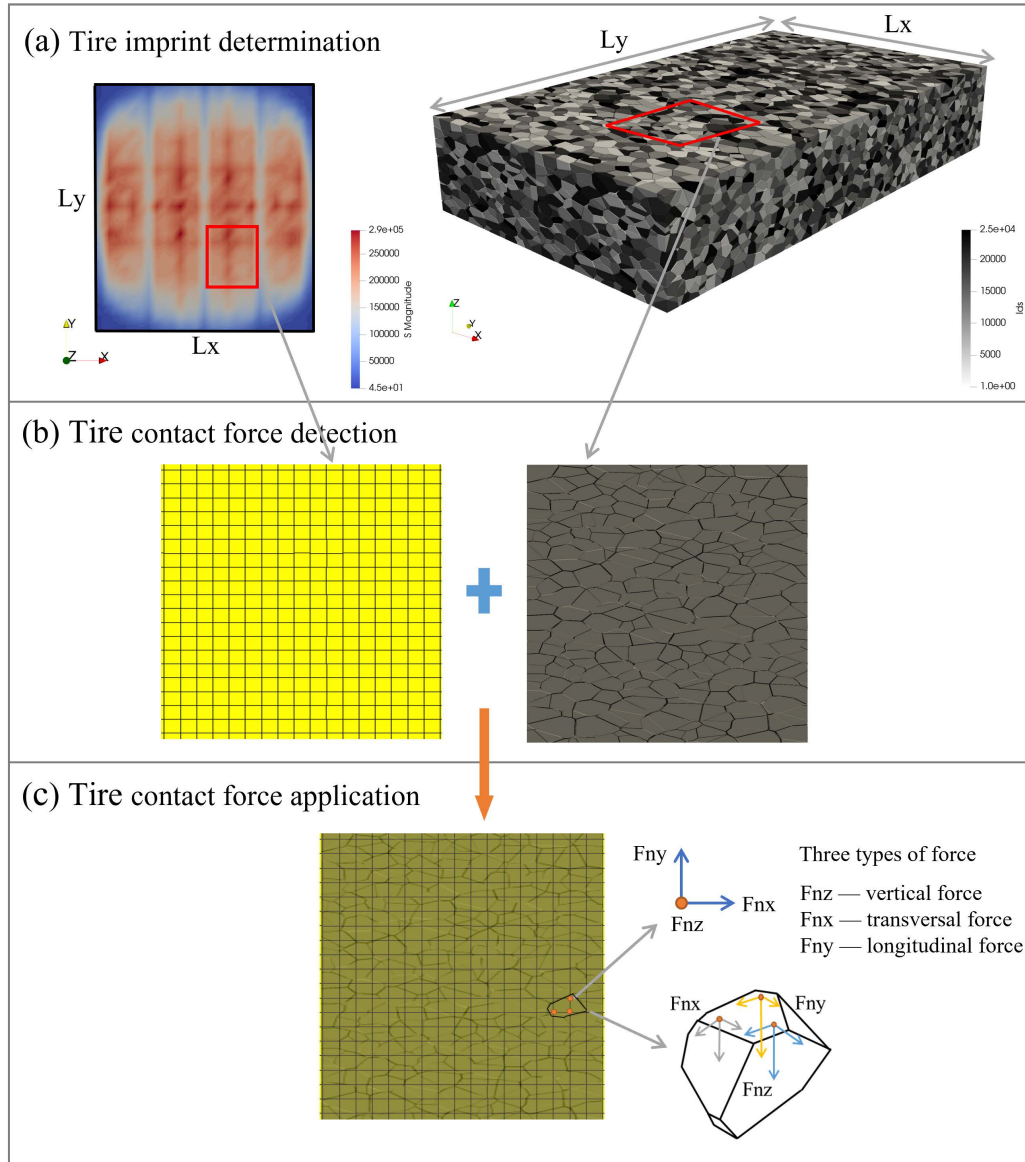 (a) Tire imprint determination
Ly
Lx
Ly
Lx
2.9e+05
250000
200000
150000
100000
50000
4.5e+01
S Magnitude
Y
Z
X
Z
Y
X
2.5e+04
20000
15000
10000
5000
1.0e+00
Ids
(b) Tire contact force detection
(c) Tire contact force application
Fny
Fnx
Fnz
Three types of force
Fnz — vertical force
Fnx — transversal force
Fny — longitudinal force
Fnx
Fny
Fnz